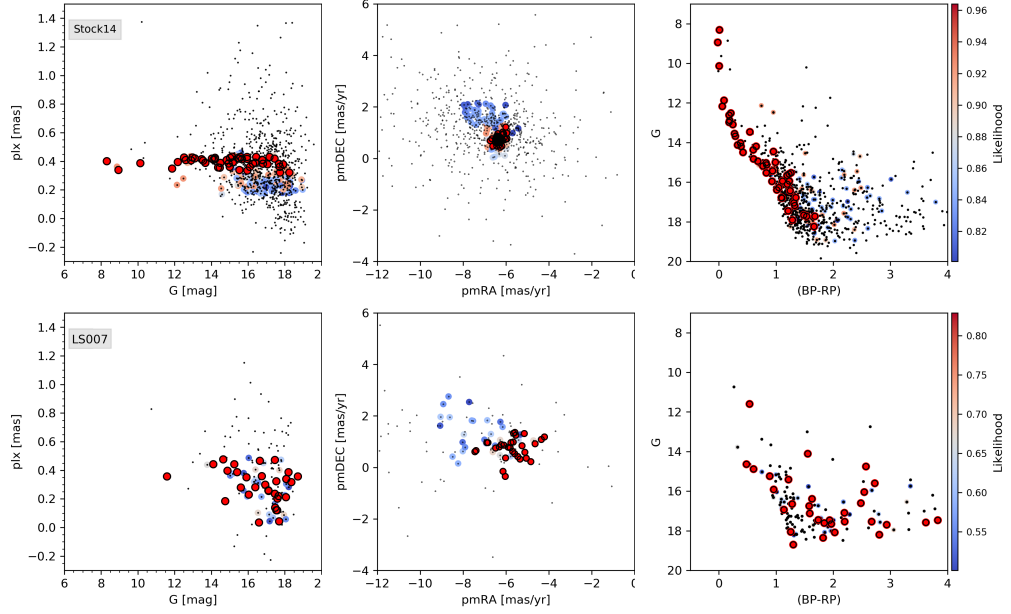 Stock14
plx [mas]
1.4
1.2
1.0
0.8
0.6
0.4
0.2
0.0
−0.2
6 8 10 12 14 16 18 2
G [mag]
pmDEC [mas/yr]
6
4
2
0
−2
−4
−12 −10 −8 −6 −4 −2 0
pmRA [mas/yr]
G
8
10
12
14
16
18
20
0 1 2 3 4
(BP-RP)
0.96
0.94
0.92
0.90
0.88
0.86
0.84
0.82
Likelihood
LS007
plx [mas]
1.4
1.2
1.0
0.8
0.6
0.4
0.2
0.0
−0.2
6 8 10 12 14 16 18 2
G [mag]
pmDEC [mas/yr]
6
4
2
0
−2
−4
−12 −10 −8 −6 −4 −2 0
pmRA [mas/yr]
G
8
10
12
14
16
18
20
0 1 2 3 4
(BP-RP)
0.80
0.75
0.70
0.65
0.60
0.55
Likelihood